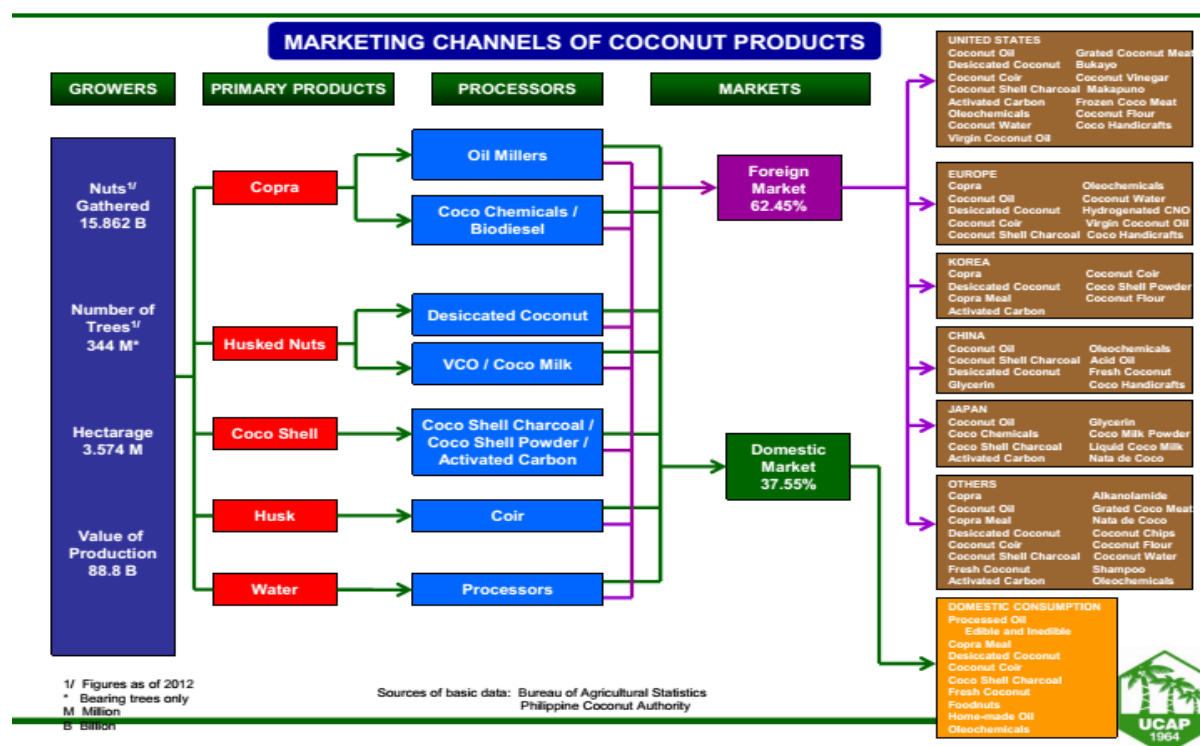 MARKETING CHANNELS OF COCONUT PRODUCTS
GROWERS
PRIMARY PRODUCTS
PROCESSORS
MARKETS
Nuts1/
Gathered
15.862 B
Number of
Trees1/
344 M*
Hectarage
3.574 M
Value of
Production
88.8 B
Copra
Husked Nuts
Coco Shell
Husk
Water
Oil Millers
Coco Chemicals /
Biodiesel
Desiccated Coconut
VCO / Coco Milk
Coco Shell Charcoal /
Coco Shell Powder /
Activated Carbon
Coir
Processors
Foreign
Market
62.45%
Domestic
Market
37.55%
UNITED STATES
Coconut Oil Grated Coconut Meat
Desiccated Coconut Bukayo
Coconut Coir Coconut Vinegar
Coconut Shell Charcoal Makapuno
Activated Carbon Frozen Coco Meat
Oleochemicals Coconut Flour
Coconut Water Coco Handicrafts
Virgin Coconut Oil
EUROPE
Copra Oleochemicals
Coconut Oil Coconut Water
Desiccated Coconut Hydrogenated CNO
Coconut Coir Virgin Coconut Oil
Coconut Shell Charcoal Coco Handicrafts
KOREA
Copra Coconut Coir
Desiccated Coconut Coco Shell Powder
Copra Meal Coconut Flour
Activated Carbon
CHINA
Coconut Oil Oleochemicals
Coconut Shell Charcoal Acid Oil
Desiccated Coconut Fresh Coconut
Glycerin Coco Handicrafts
JAPAN
Coconut Oil Glycerin
Coco Chemicals Coco Milk Powder
Coco Shell Charcoal Liquid Coco Milk
Activated Carbon Nata de Coco
OTHERS
Copra Alkanolamide
Coconut Oil Grated Coco Meat
Copra Meal Nata de Coco
Desiccated Coconut Coconut Chips
Coconut Coir Coconut Flour
Coconut Shell Charcoal Coconut Water
Fresh Coconut Shampoo
Activated Carbon Oleochemicals
DOMESTIC CONSUMPTION
Processed Oil
Edible and Inedible
Copra Meal
Desiccated Coconut
Coconut Coir
Coco Shell Charcoal
Fresh Coconut
Foodnuts
Home-made Oil
Oleochemicals
1/ Figures as of 2012
* Bearing trees only
M Million
B Billion
Sources of basic data: Bureau of Agricultural Statistics
Philippine Coconut Authority
UCAP
1964